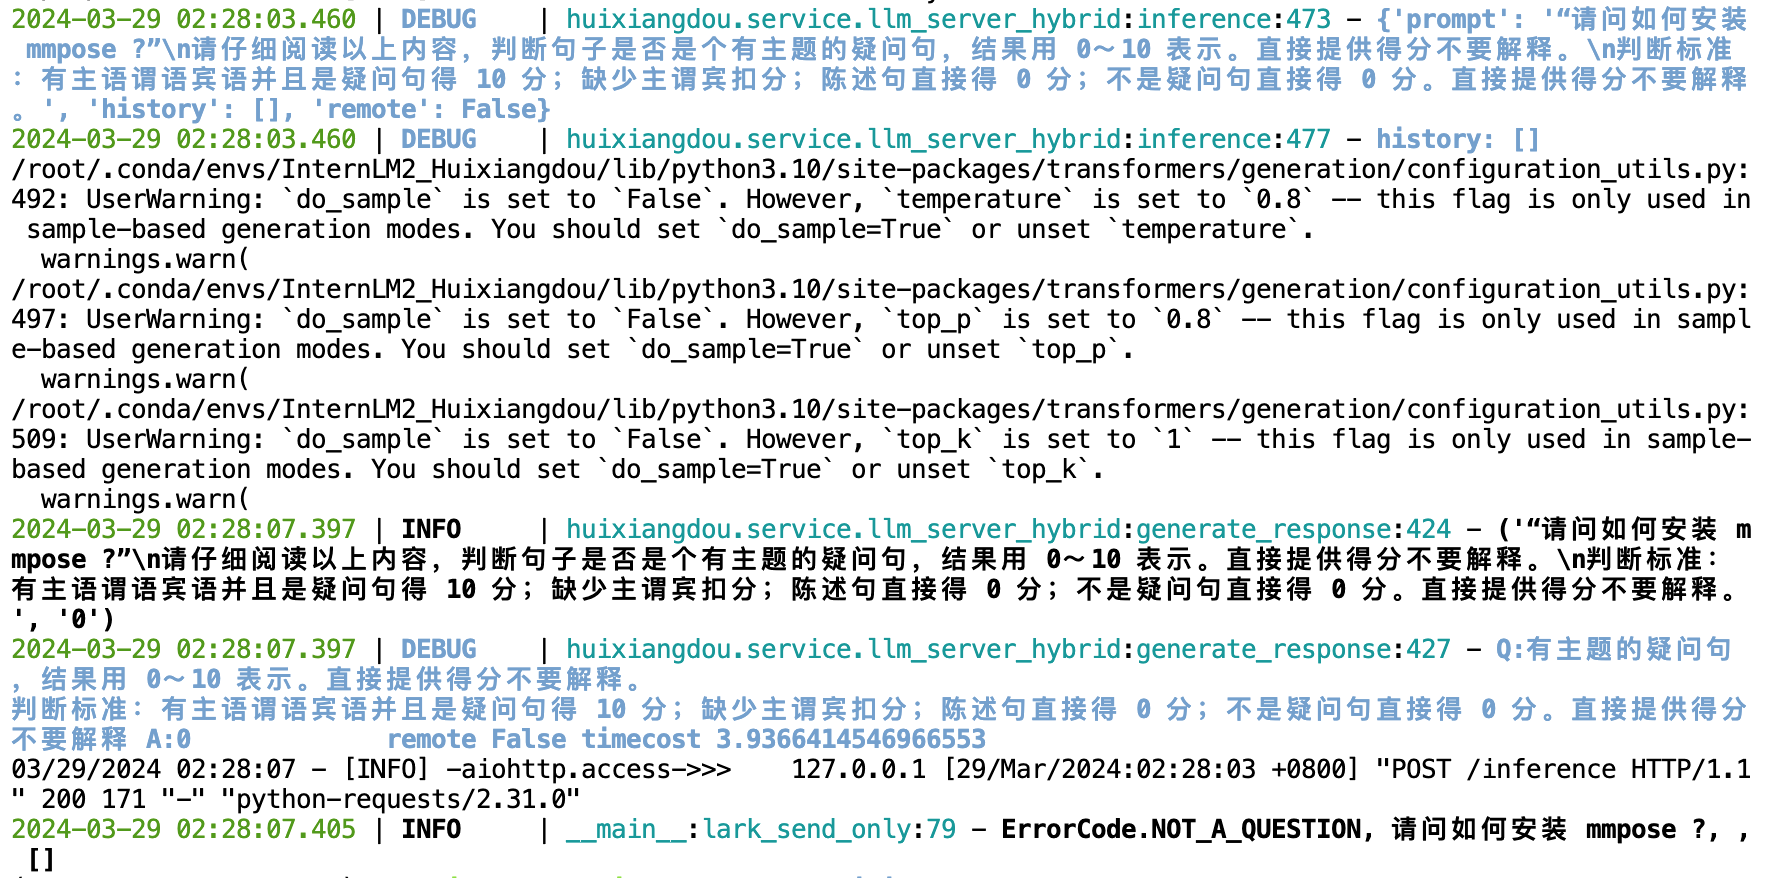 2024-03-29 02:28:03.460 | DEBUG    | huixiangdou.service.llm_server_hybrid:inference:473 - {'prompt': '“请问如何安装
 mmpose ?”\n请仔细阅读以上内容，判断句子是否是个有主题的疑问句，结果用 0～10 表示。直接提供得分不要解释。\n判断标准
：有主语谓语宾语并且是疑问句得 10 分；缺少主谓宾扣分；陈述句直接得 0 分；不是疑问句直接得 0 分。直接提供得分不要解释
。', 'history': [], 'remote': False}
2024-03-29 02:28:03.460 | DEBUG    | huixiangdou.service.llm_server_hybrid:inference:477 - history: []
/root/.conda/envs/InternLM2_Huixiangdou/lib/python3.10/site-packages/transformers/generation/configuration_utils.py:
492: UserWarning: `do_sample` is set to `False`. However, `temperature` is set to `0.8` -- this flag is only used in
 sample-based generation modes. You should set `do_sample=True` or unset `temperature`.
  warnings.warn(
/root/.conda/envs/InternLM2_Huixiangdou/lib/python3.10/site-packages/transformers/generation/configuration_utils.py:
497: UserWarning: `do_sample` is set to `False`. However, `top_p` is set to `0.8` -- this flag is only used in sampl
e-based generation modes. You should set `do_sample=True` or unset `top_p`.
  warnings.warn(
/root/.conda/envs/InternLM2_Huixiangdou/lib/python3.10/site-packages/transformers/generation/configuration_utils.py:
509: UserWarning: `do_sample` is set to `False`. However, `top_k` is set to `1` -- this flag is only used in sample-
based generation modes. You should set `do_sample=True` or unset `top_k`.
  warnings.warn(
2024-03-29 02:28:07.397 | INFO     | huixiangdou.service.llm_server_hybrid:generate_response:424 - ('“请问如何安装 m
mpose ?”\n请仔细阅读以上内容，判断句子是否是个有主题的疑问句，结果用 0～10 表示。直接提供得分不要解释。\n判断标准：
有主语谓语宾语并且是疑问句得 10 分；缺少主谓宾扣分；陈述句直接得 0 分；不是疑问句直接得 0 分。直接提供得分不要解释。
', '0')
2024-03-29 02:28:07.397 | DEBUG    | huixiangdou.service.llm_server_hybrid:generate_response:427 - Q:有主题的疑问句
，结果用 0～10 表示。直接提供得分不要解释。
判断标准：有主语谓语宾语并且是疑问句得 10 分；缺少主谓宾扣分；陈述句直接得 0 分；不是疑问句直接得 0 分。直接提供得分
不要解释 A:0             remote False timecost 3.9366414546966553
03/29/2024 02:28:07 - [INFO] -aiohttp.access->>>    127.0.0.1 [29/Mar/2024:02:28:03 +0800] "POST /inference HTTP/1.1
" 200 171 "-" "python-requests/2.31.0"
2024-03-29 02:28:07.405 | INFO     | __main__:lark_send_only:79 - ErrorCode.NOT_A_QUESTION, 请问如何安装 mmpose ?, ,
 []